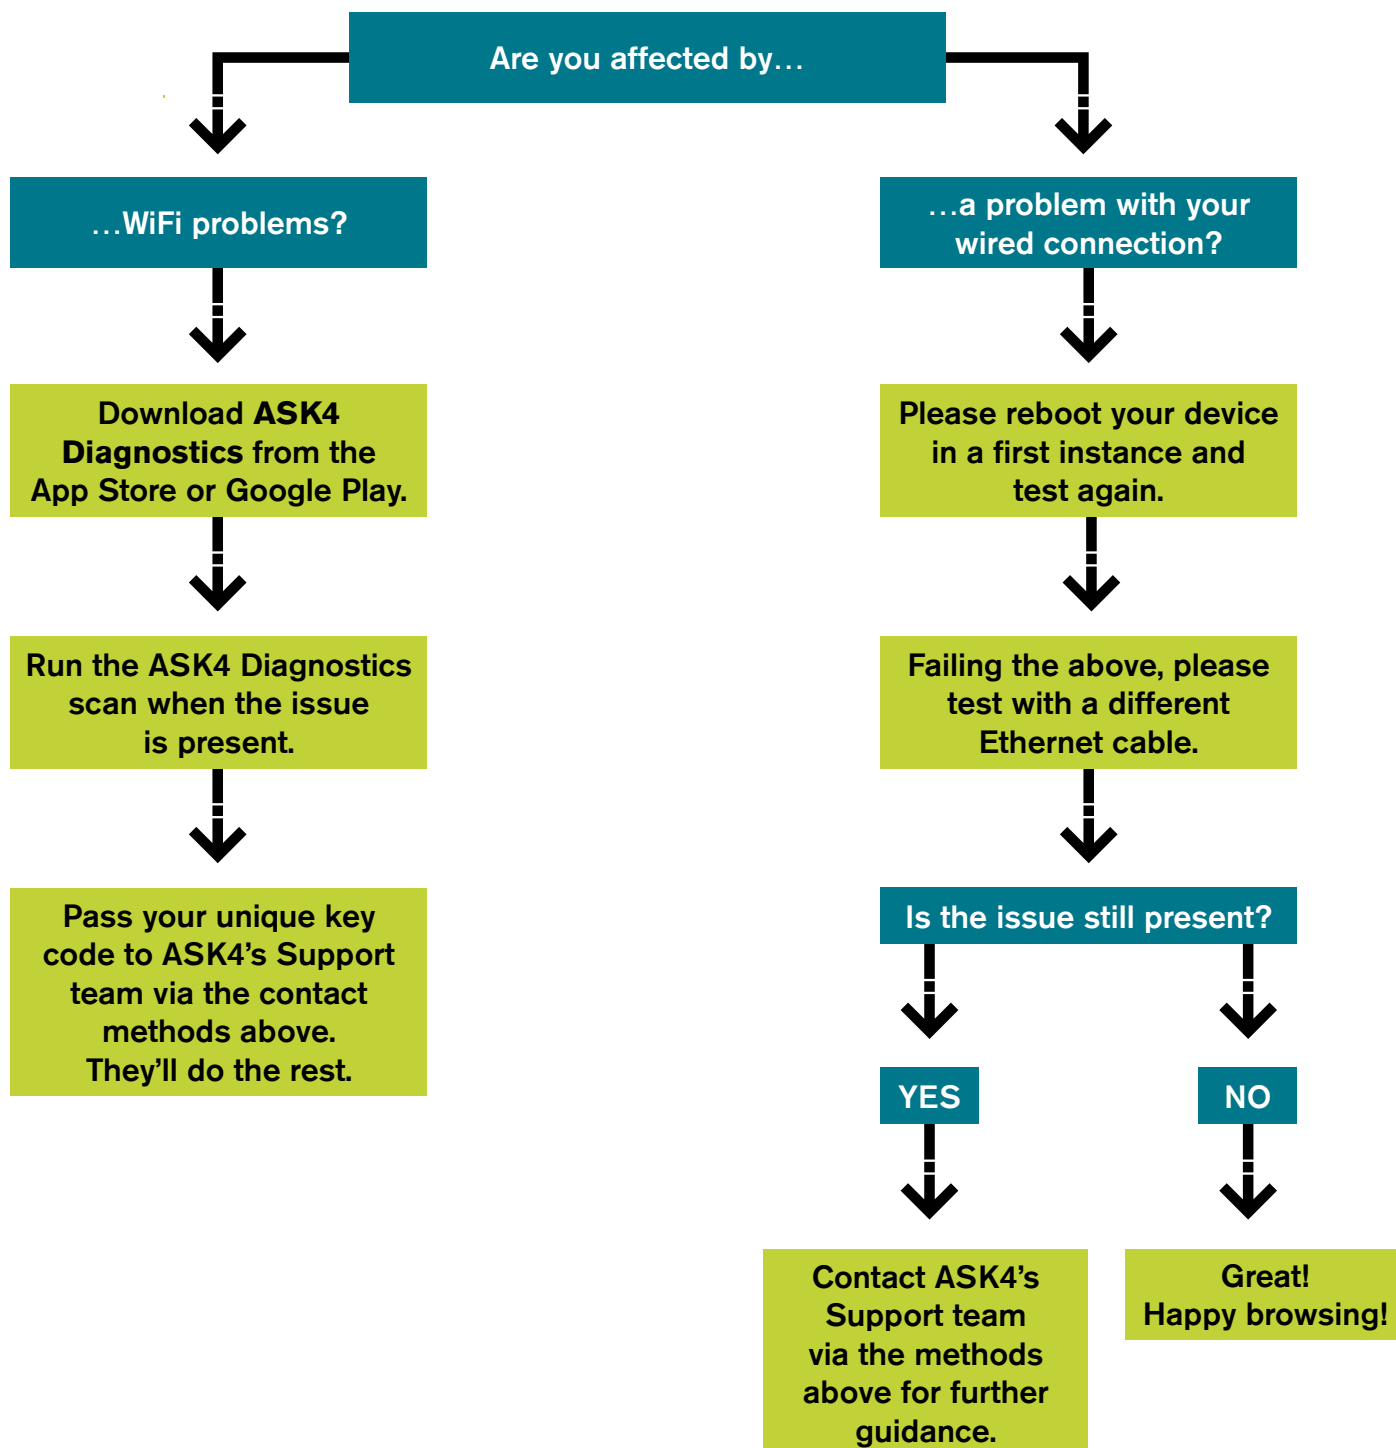 Are you affected by…
…WiFi problems?
Download ASK4
Diagnostics from the
App Store or Google Play.
Run the ASK4 Diagnostics
scan when the issue
is present.
Pass your unique key
code to ASK4’s Support
team via the contact
methods above.
They’ll do the rest.
…a problem with your
wired connection?
Please reboot your device
in a first instance and
test again.
Failing the above, please
test with a different
Ethernet cable.
Is the issue still present?
YES
NO
Contact ASK4’s
Support team
via the methods
above for further
guidance.
Great!
Happy browsing!